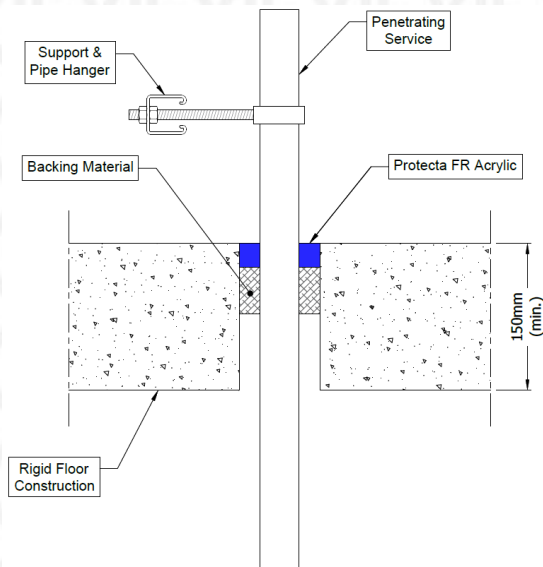 Penetrating
Service
Support &
Pipe Hanger
Backing Material
Protecta FR Acrylic
150mm
(min.)
Rigid Floor
Construction